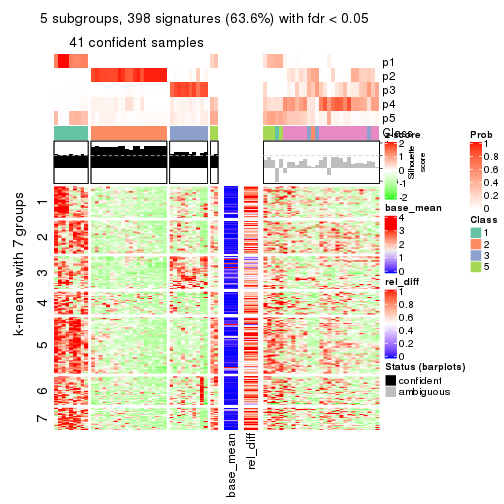 5 subgroups, 398 signatures (63.6%) with fdr < 0.05
41 confident samples
p1
p2
p3
p4
p5
Class
Silhouette
score
k-means with 7 groups
1
2
3
4
5
6
7
base_mean
rel_diff
z-score
2
1
0
-1
-2
base_mean
4
3
2
1
0
rel_diff
1
0.8
0.6
0.4
0.2
0
Status (barplots)
confident
ambiguous
Prob
1
0.8
0.6
0.4
0.2
0
Class
1
2
3
5